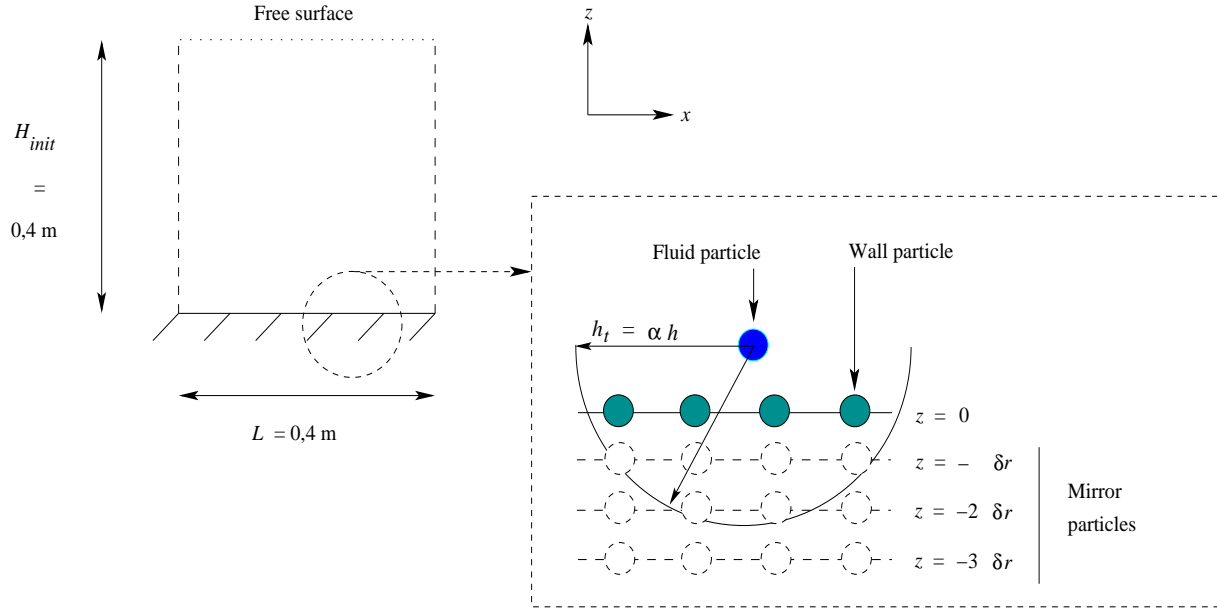 Free surface
z
x
H_init
=
0,4 m
L = 0,4 m
Fluid particle
Wall particle
h_t = α h
z = 0
z = − δr
z = −2 δr
z = −3 δr
Mirror
particles